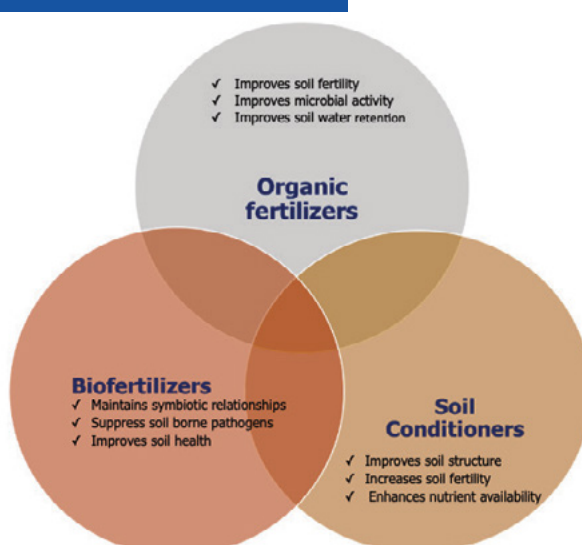 ✓ Improves soil fertility
✓ Improves microbial activity
✓ Improves soil water retention
Organic
fertilizers
Biofertilizers
✓ Maintains symbiotic relationships
✓ Suppress soil borne pathogens
✓ Improves soil health
Soil
Conditioners
✓ Improves soil structure
✓ Increases soil fertility
✓ Enhances nutrient availability